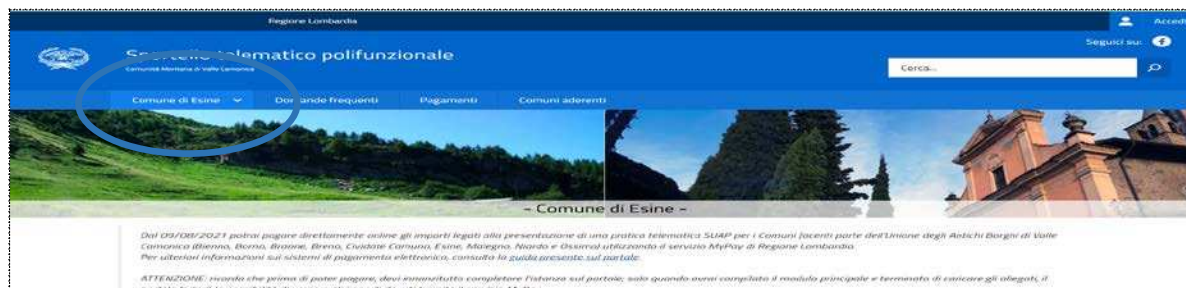 Regione Lombardia
Accedi
Seguici su:
Sportello telematico polifunzionale
Comunità Montana di Valle Camonica
Cerca...
Comune di Esine
Domande frequenti
Pagamenti
Comuni aderenti
- Comune di Esine -
Dal 09/08/2021 potrai pagare direttamente online gli importi legati alla presentazione di una pratica telematica SUAP per i Comuni facenti parte dell'Unione degli Antichi Borghi di Valle
Camonica (Bienno, Borno, Braone, Breno, Cividate Camuno, Esine, Malegno, Niardo e Ossimo) utilizzando il servizio MyPay di Regione Lombardia.
Per ulteriori informazioni sui sistemi di pagamento elettronico, consulta la guida presente sul portale.
ATTENZIONE: ricorda che prima di poter pagare, devi innanzitutto completare l'istanza sul portale; solo quando avrai compilato il modulo principale e terminato di caricare gli allegati, il